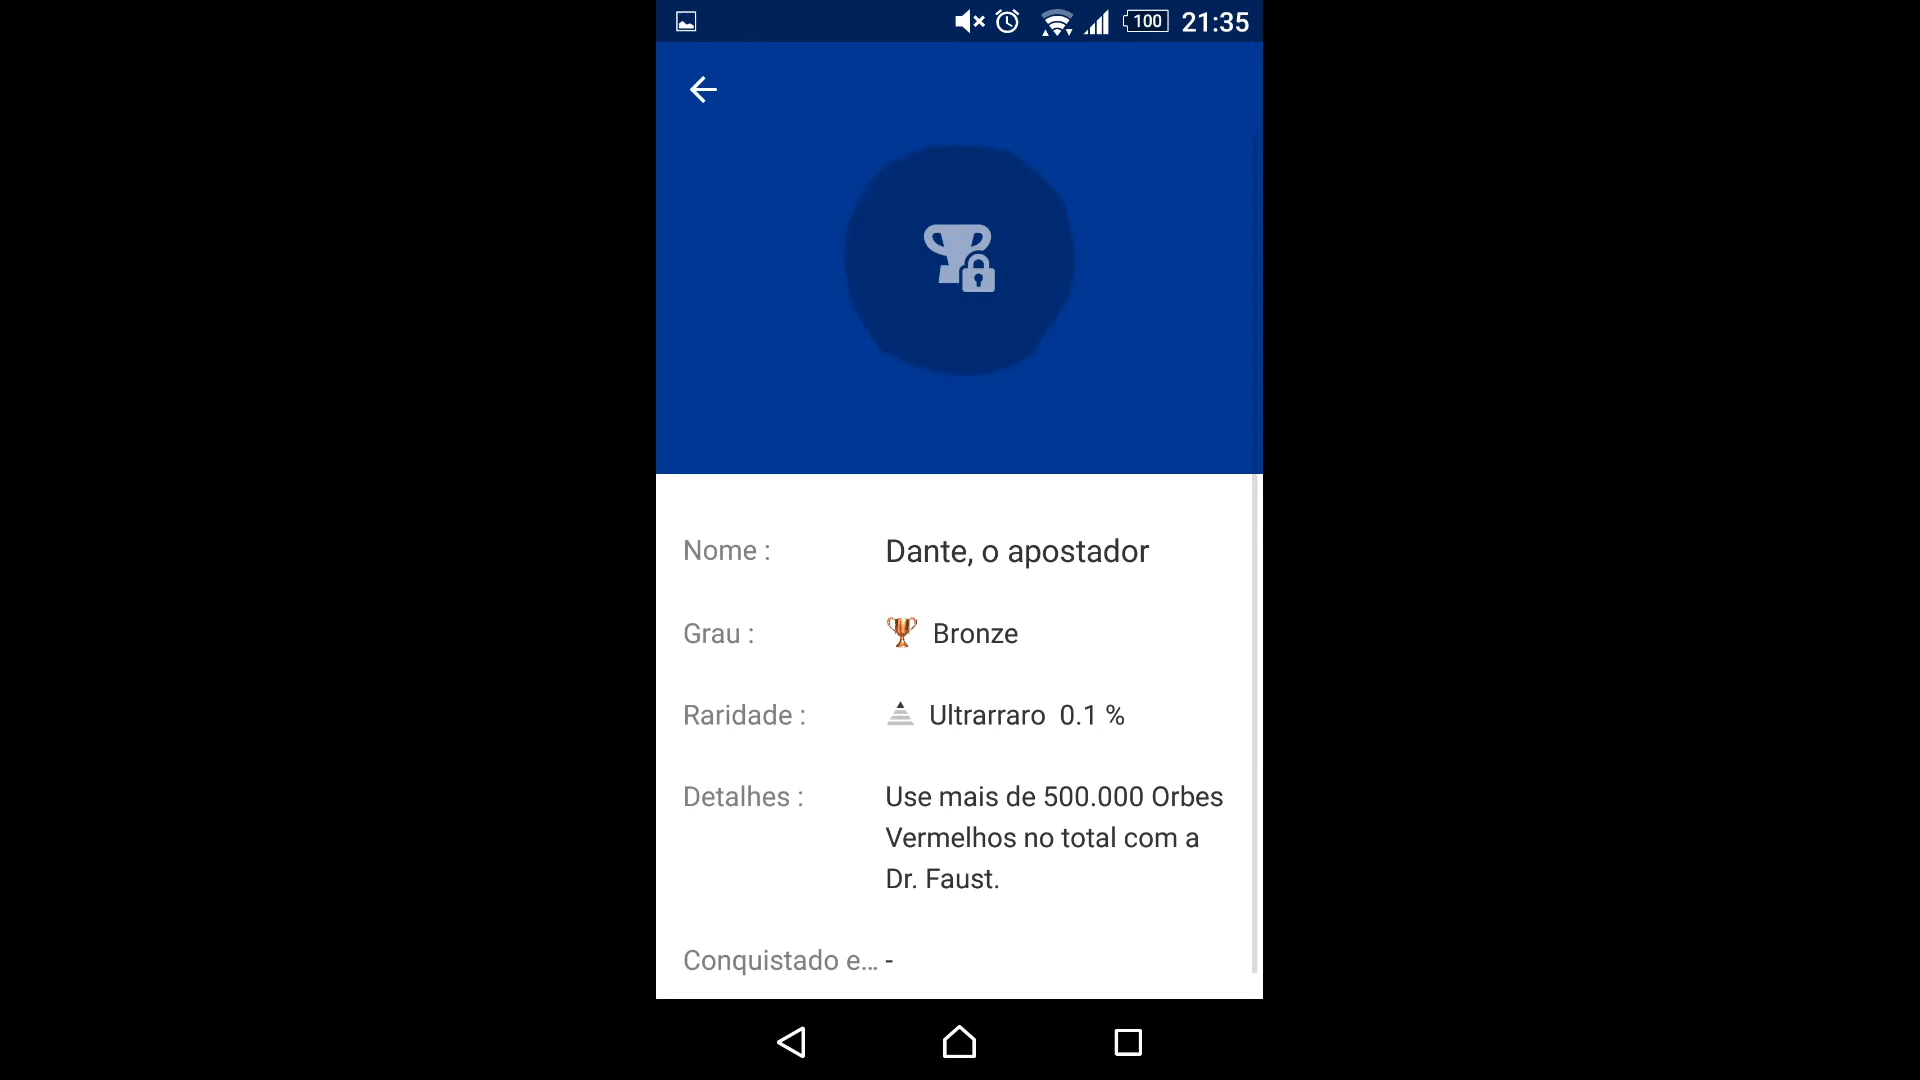 100 21:35
Nome : Dante, o apostador
Grau : Bronze
Raridade : Ultrarraro 0.1 %
Detalhes : Use mais de 500.000 Orbes
Vermelhos no total com a
Dr. Faust.
Conquistado e... -